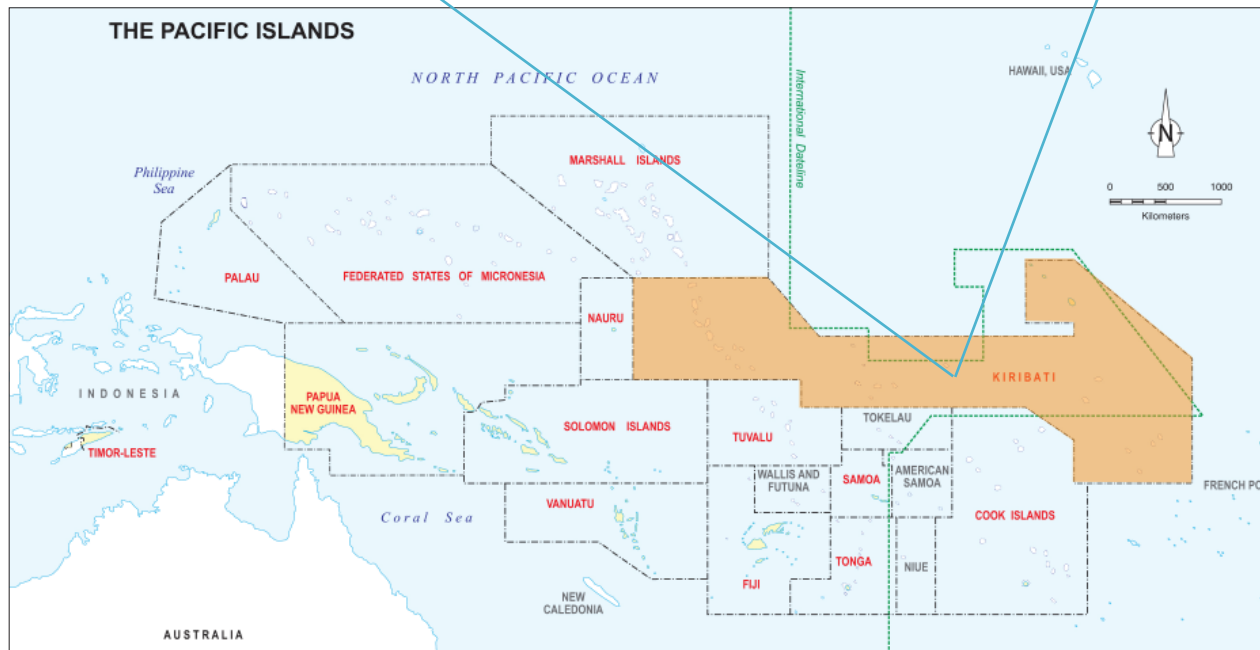 THE PACIFIC ISLANDS
NORTH PACIFIC OCEAN
HAWAII, USA
International Dateline
N
MARSHALL ISLANDS
Philippine
Sea
0 500 1000
Kilometers
PALAU
FEDERATED STATES OF MICRONESIA
NAURU
KIRIBATI
INDONESIA
PAPUA
NEW GUINEA
TOKELAU
SOLOMON ISLANDS
TUVALU
TIMOR-LESTE
WALLIS AND
FUTUNA
SAMOA
AMERICAN
SAMOA
FRENCH PO
VANUATU
Coral Sea
COOK ISLANDS
TONGA
NIUE
FIJI
NEW
CALEDONIA
AUSTRALIA